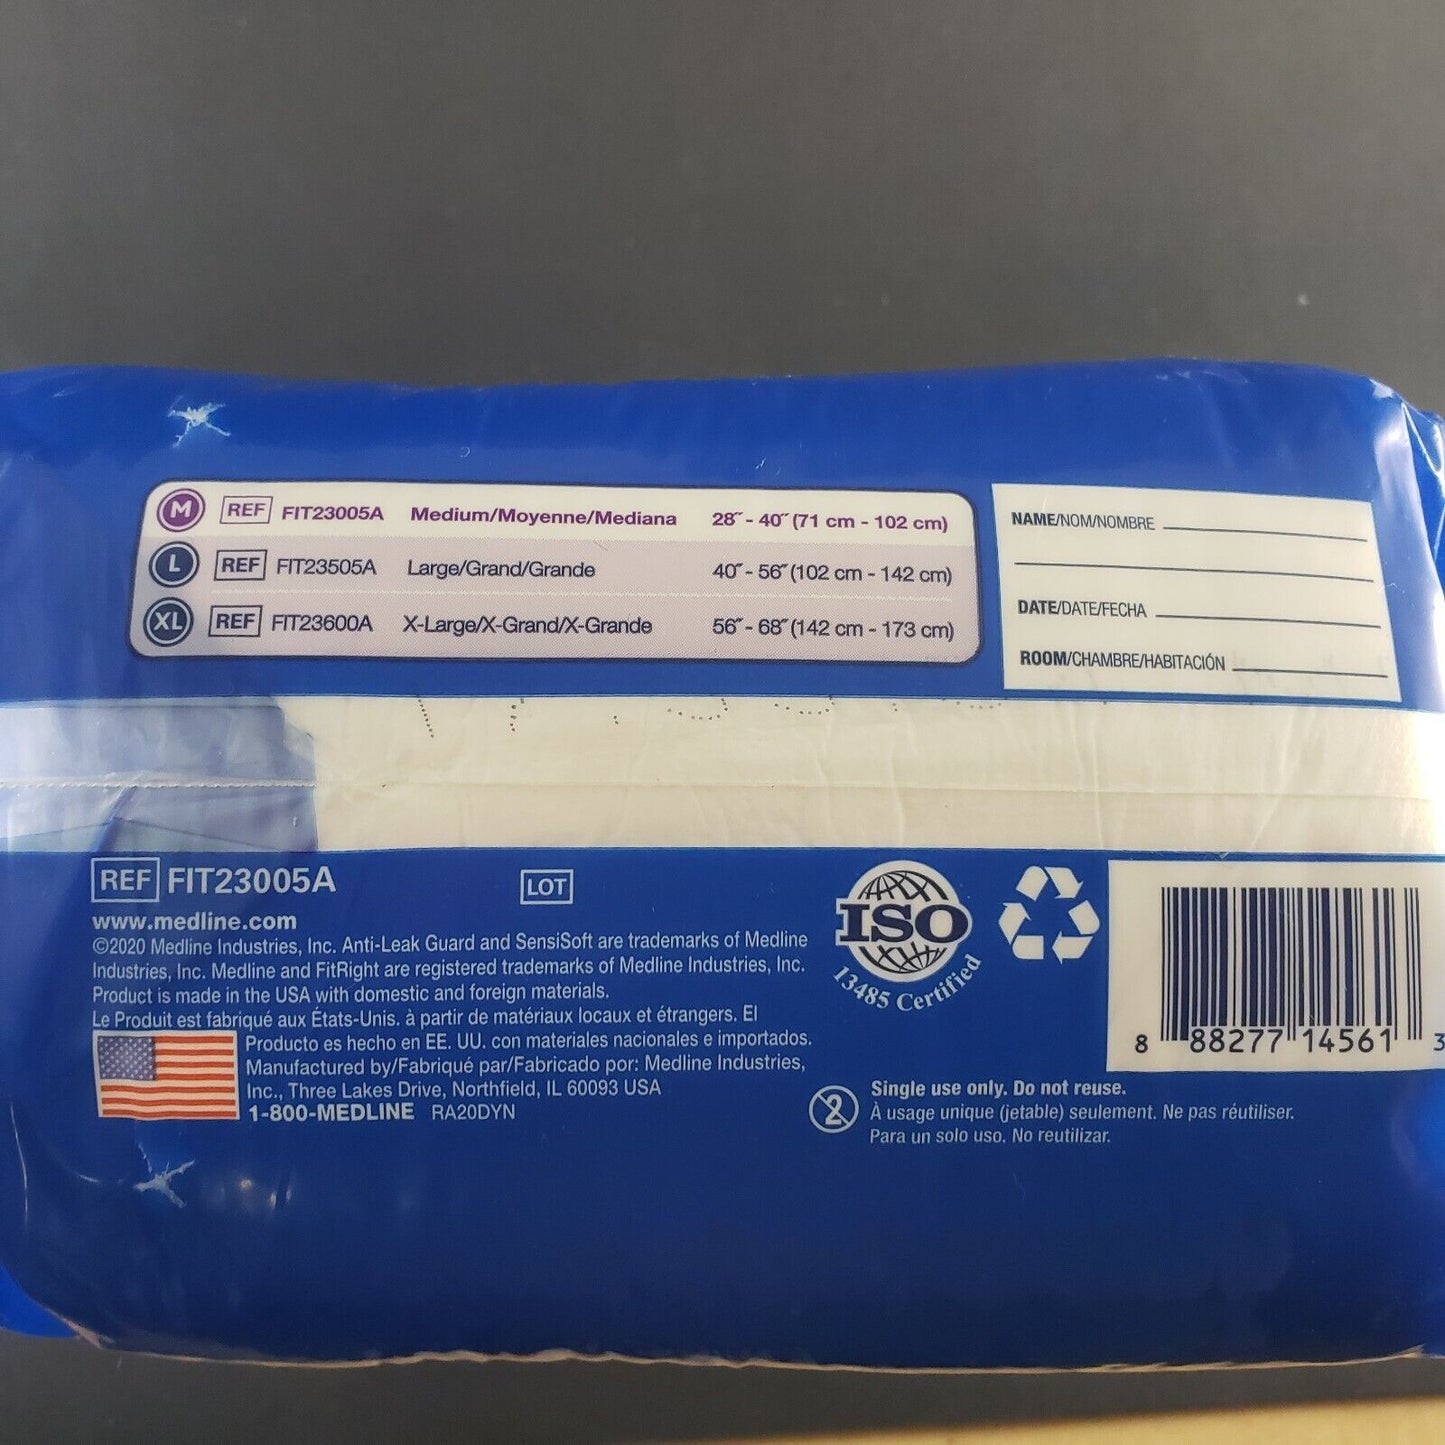 M REF FIT23005A Medium/Moyenne/Mediana 28˝ - 40˝ (71 cm - 102 cm)
L REF FIT23505A Large/Grand/Grande 40˝ - 56˝ (102 cm - 142 cm)
XL REF FIT23600A X-Large/X-Grand/X-Grande 56˝ - 68˝ (142 cm - 173 cm)
NAME/NOM/NOMBRE
DATE/DATE/FECHA
ROOM/CHAMBRE/HABITACIÓN
REF FIT23005A
LOT
www.medline.com
©2020 Medline Industries, Inc. Anti-Leak Guard and SensiSoft are trademarks of Medline
Industries, Inc. Medline and FitRight are registered trademarks of Medline Industries, Inc.
Product is made in the USA with domestic and foreign materials.
Le Produit est fabriqué aux États-Unis. à partir de matériaux locaux et étrangers. El
Producto es hecho en EE. UU. con materiales nacionales e importados.
Manufactured by/Fabriqué par/Fabricado por: Medline Industries,
Inc., Three Lakes Drive, Northfield, IL 60093 USA
1-800-MEDLINE RA20DYN
ISO
13485 Certified
8 88277 14561 3
2
Single use only. Do not reuse.
À usage unique (jetable) seulement. Ne pas réutiliser.
Para un solo uso. No reutilizar.